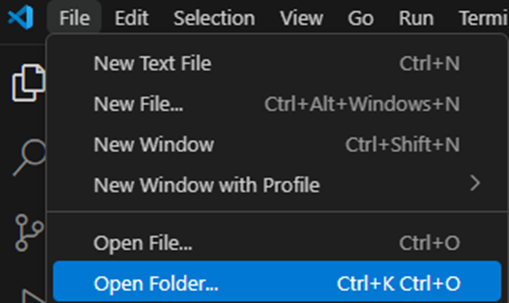 File Edit Selection View Go Run Termi
New Text File Ctrl+N
New File... Ctrl+Alt+Windows+N
New Window Ctrl+Shift+N
New Window with Profile
Open File... Ctrl+O
Open Folder... Ctrl+K Ctrl+O